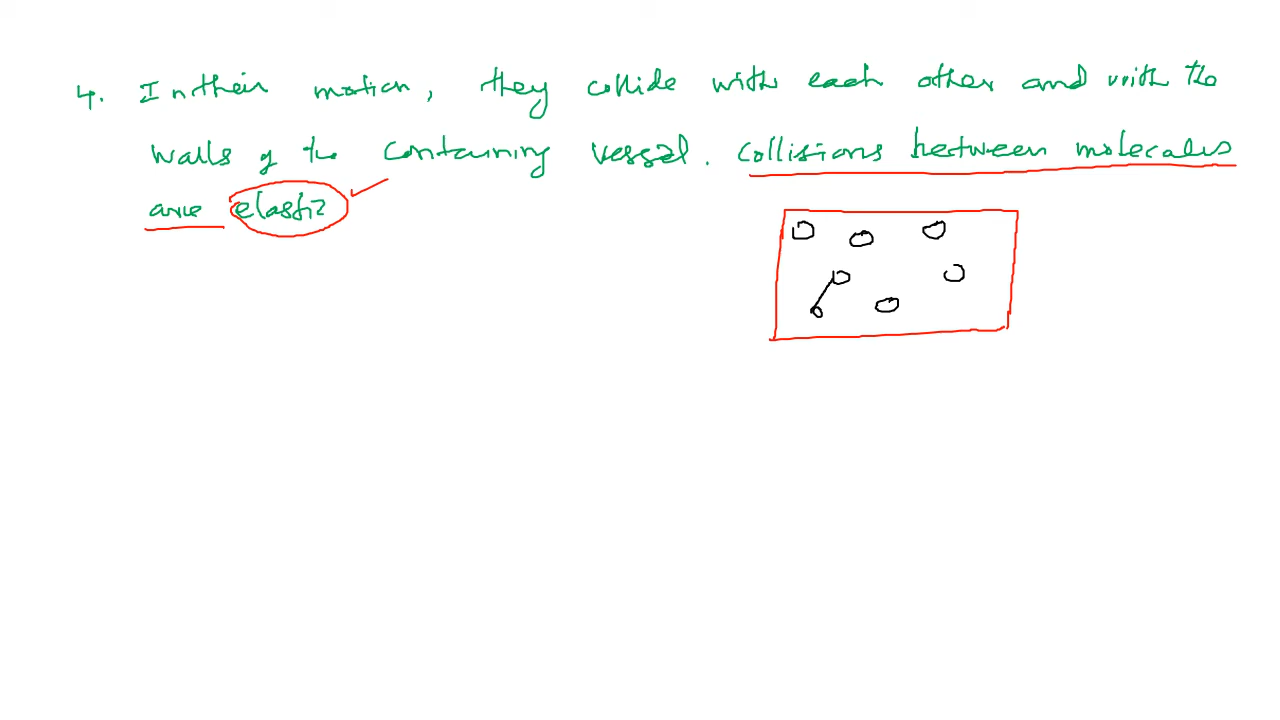 4. In their motion, they collide with each other and with the
walls of the containing vessel. Collisions between molecules
are elastic